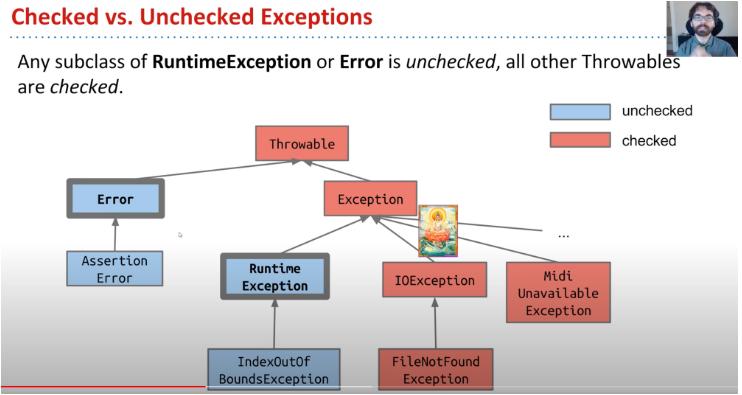 Checked vs. Unchecked Exceptions
Any subclass of RuntimeException or Error is unchecked, all other Throwables
are checked.
unchecked
checked
Throwable
Error
Exception
...
Assertion
Error
Runtime
Exception
IOException
Midi
Unavailable
Exception
IndexOutOf
BoundsException
FileNotFound
Exception